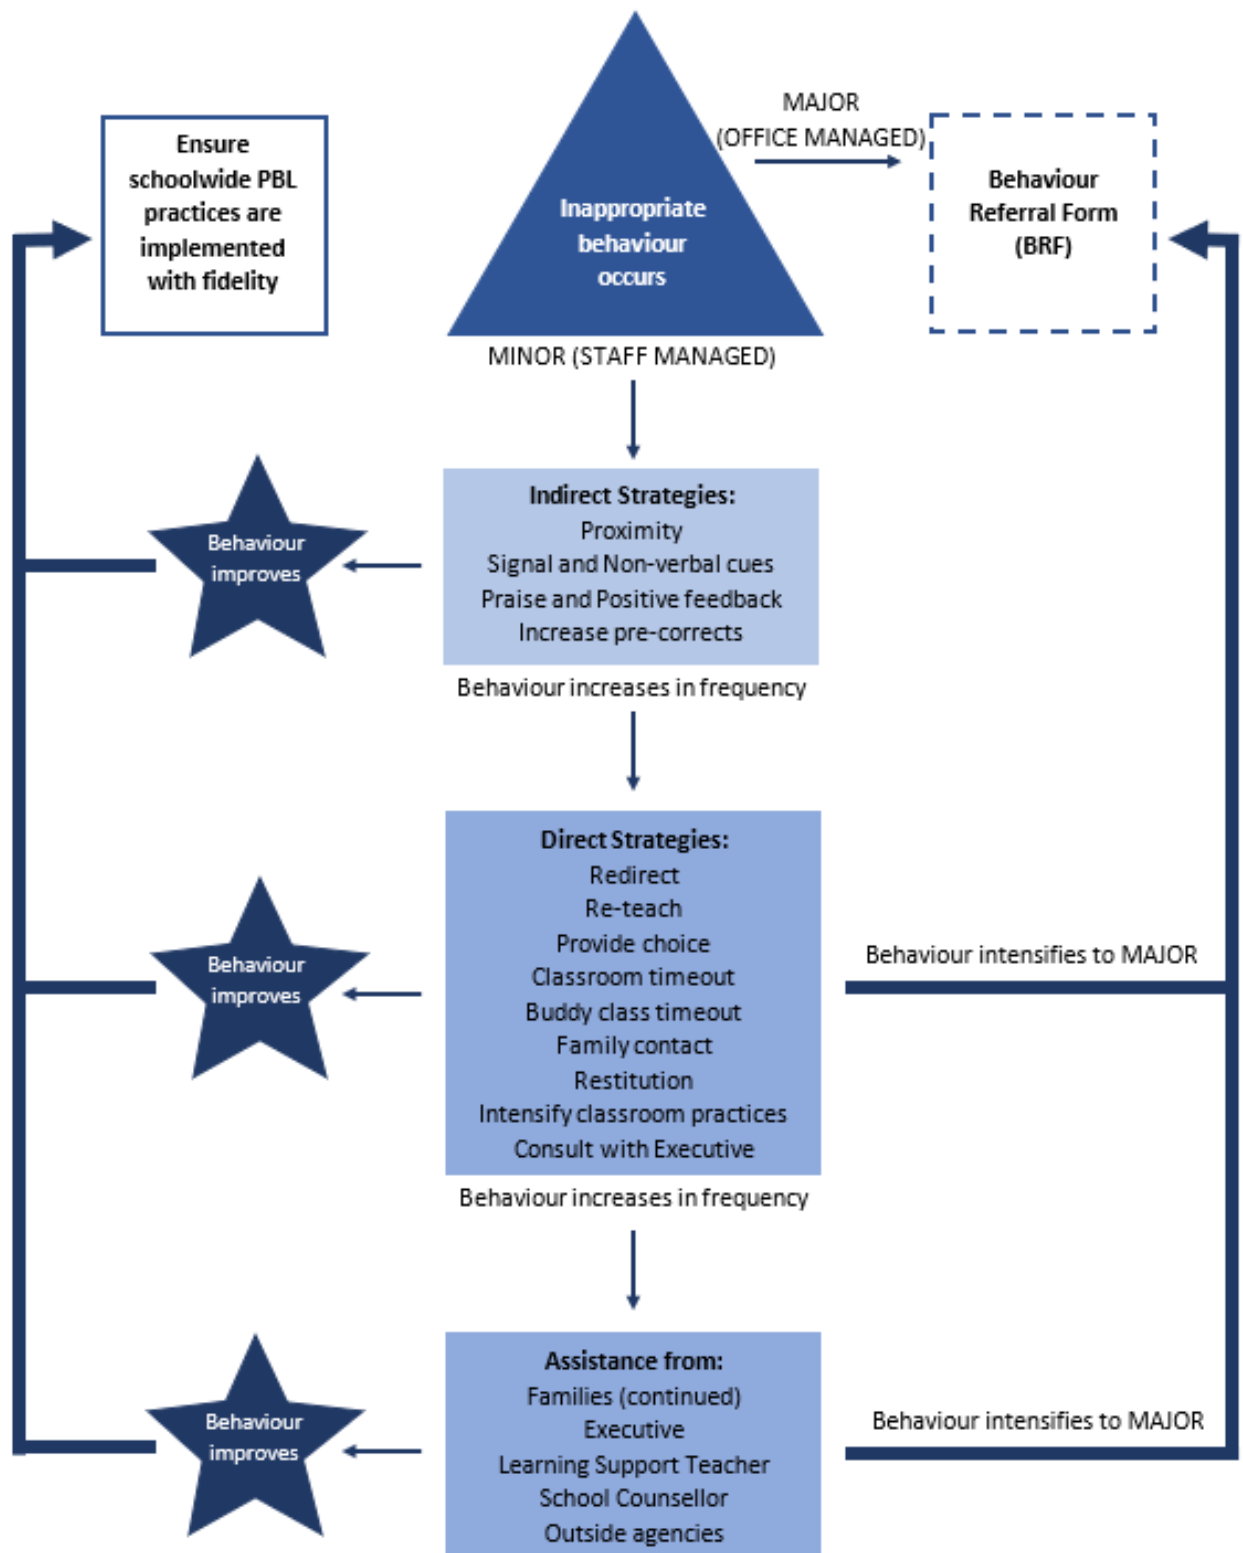 Ensure
schoolwide PBL
practices are
implemented
with fidelity
Inappropriate
behaviour
occurs
MAJOR
(OFFICE MANAGED)
Behaviour
Referral Form
(BRF)
MINOR (STAFF MANAGED)
Behaviour
improves
Indirect Strategies:
Proximity
Signal and Non-verbal cues
Praise and Positive feedback
Increase pre-corrects
Behaviour increases in frequency
Behaviour
improves
Direct Strategies:
Redirect
Re-teach
Provide choice
Classroom timeout
Buddy class timeout
Family contact
Restitution
Intensify classroom practices
Consult with Executive
Behaviour intensifies to MAJOR
Behaviour increases in frequency
Behaviour
improves
Assistance from:
Families (continued)
Executive
Learning Support Teacher
School Counsellor
Outside agencies
Behaviour intensifies to MAJOR